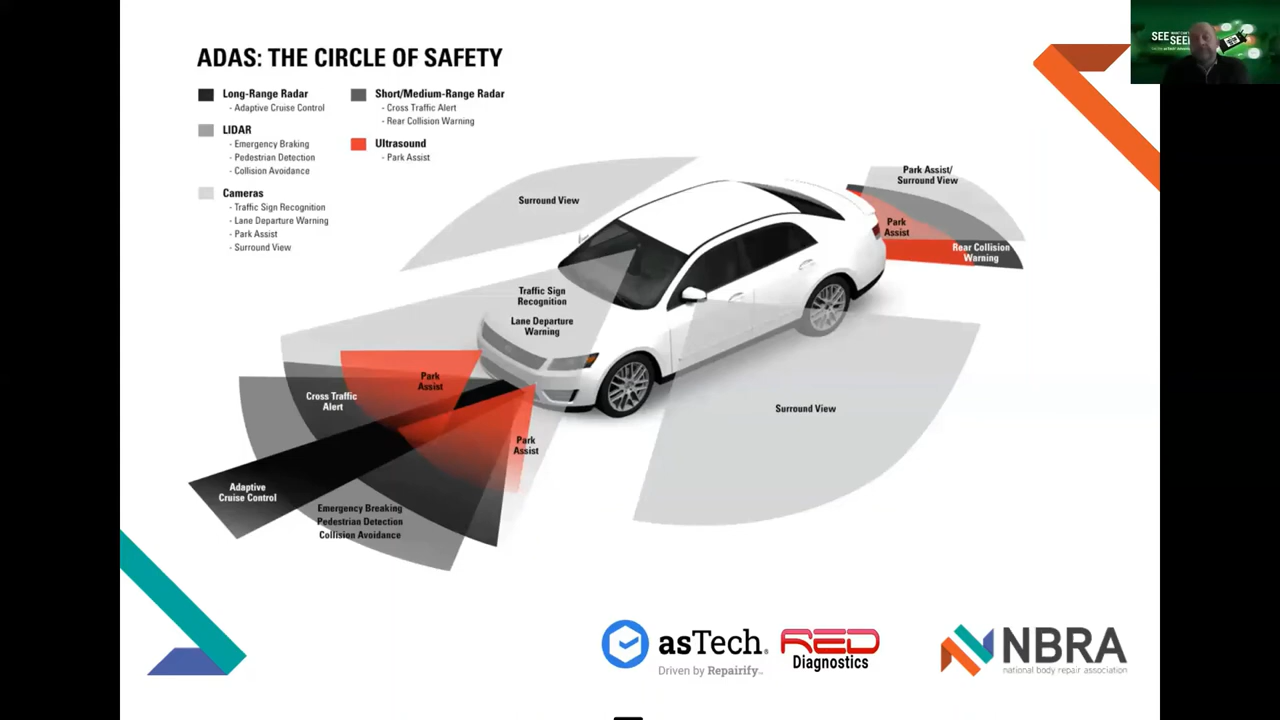 ADAS: THE CIRCLE OF SAFETY
Long-Range Radar
- Adaptive Cruise Control
LIDAR
- Emergency Braking
- Pedestrian Detection
- Collision Avoidance
Cameras
- Traffic Sign Recognition
- Lane Departure Warning
- Park Assist
- Surround View
Short/Medium-Range Radar
- Cross Traffic Alert
- Rear Collision Warning
Ultrasound
- Park Assist
SEE
SEE
Surround View
Park Assist/
Surround View
Park
Assist
Rear Collision
Warning
Traffic Sign
Recognition
Lane Departure
Warning
Park
Assist
Cross Traffic
Alert
Park
Assist
Surround View
Adaptive
Cruise Control
Emergency Breaking
Pedestrian Detection
Collision Avoidance
asTech®
Driven by Repairify™
RED
Diagnostics
NBRA
national body repair association